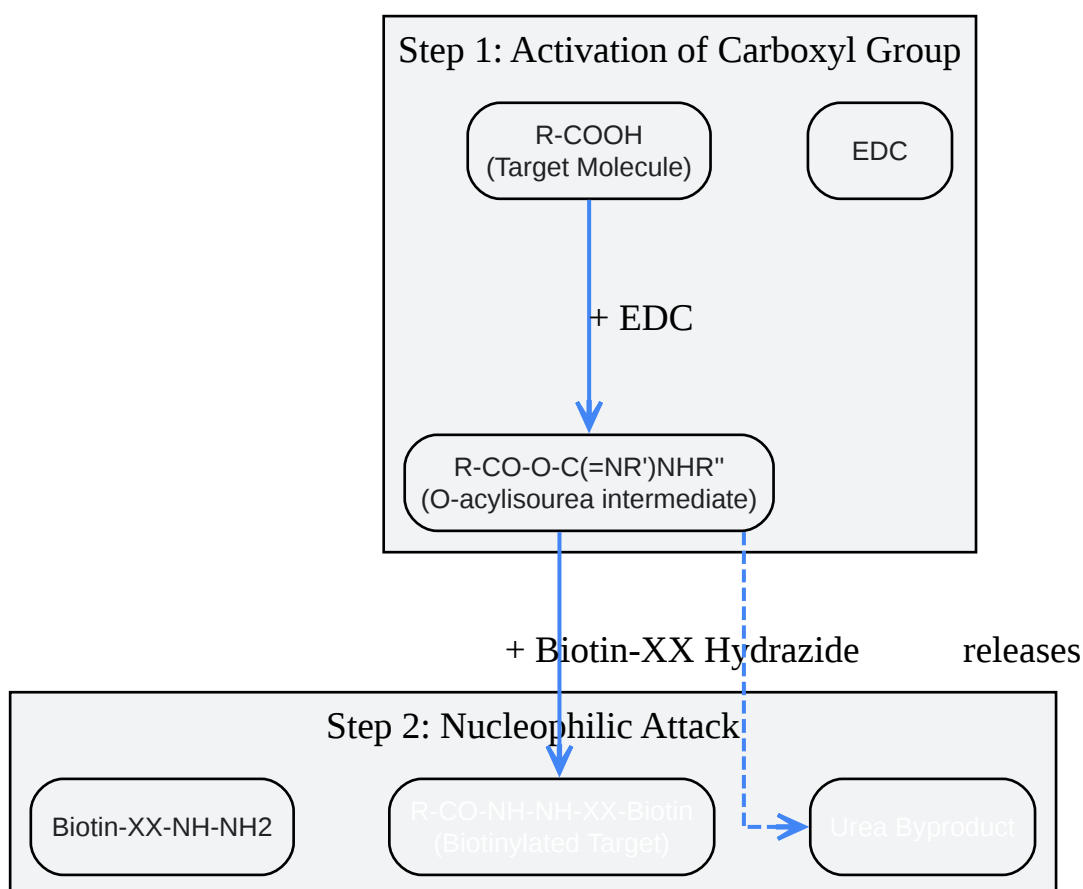 Step 1: Activation of Carboxyl Group
R-COOH
(Target Molecule)
EDC
+ EDC
R-CO-O-C(=NR')NHR"
(O-acylisourea intermediate)
+ Biotin-XX Hydrazide
releases
Step 2: Nucleophilic Attack
Biotin-XX-NH-NH2
R-CO-NH-NH-XX-Biotin
(Biotinylated Target)
Urea Byproduct